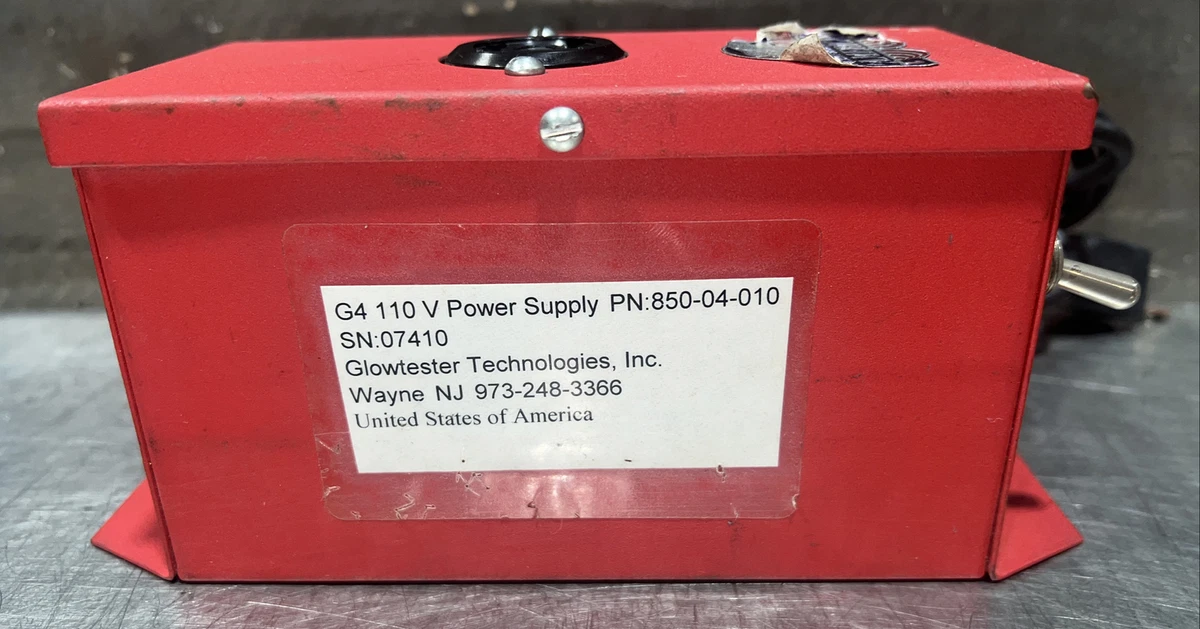 G4 110 V Power Supply PN:850-04-010
SN:07410
Glowtester Technologies, Inc.
Wayne NJ 973-248-3366
United States of America